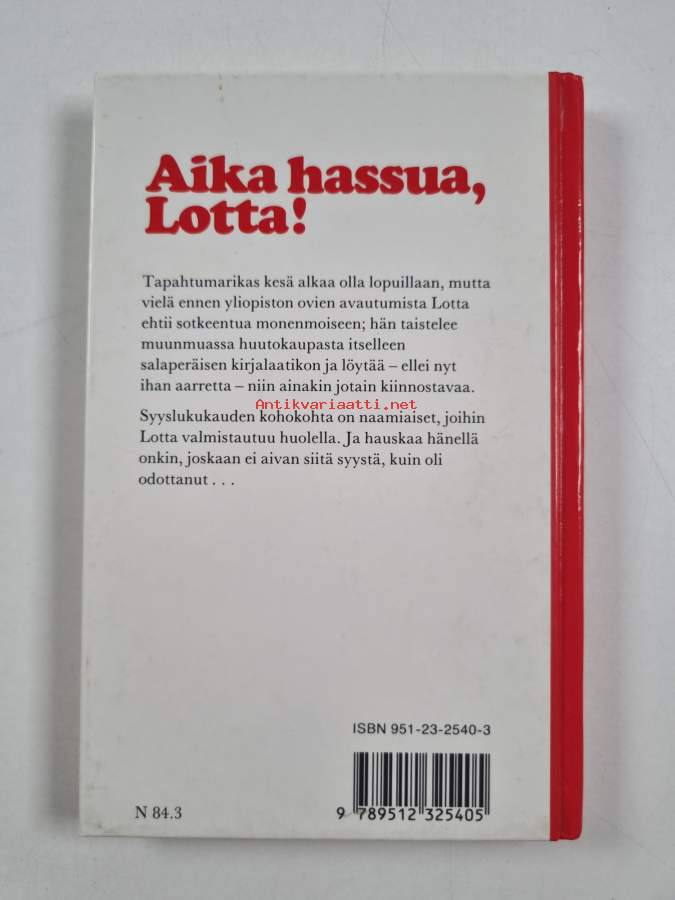 Aika hassua,
Lotta!
Tapahtumarikas kesä alkaa olla lopuillaan, mutta
vielä ennen yliopiston ovien avautumista Lotta
ehtii sotkeentua monenmoiseen; hän taistelee
muunmuassa huutokaupasta itselleen
salaperäisen kirjalaatikon ja löytää – ellei nyt
ihan aarretta – niin ainakin jotain kiinnostavaa.
Antikvariaatti.net
Syyslukukauden kohokohta on naamiaiset, joihin
Lotta valmistautuu huolella. Ja hauskaa hänellä
onkin, joskaan ei aivan siitä syystä, kuin oli
odottanut . . .
ISBN 951-23-2540-3
N 84.3
9 789512 325405